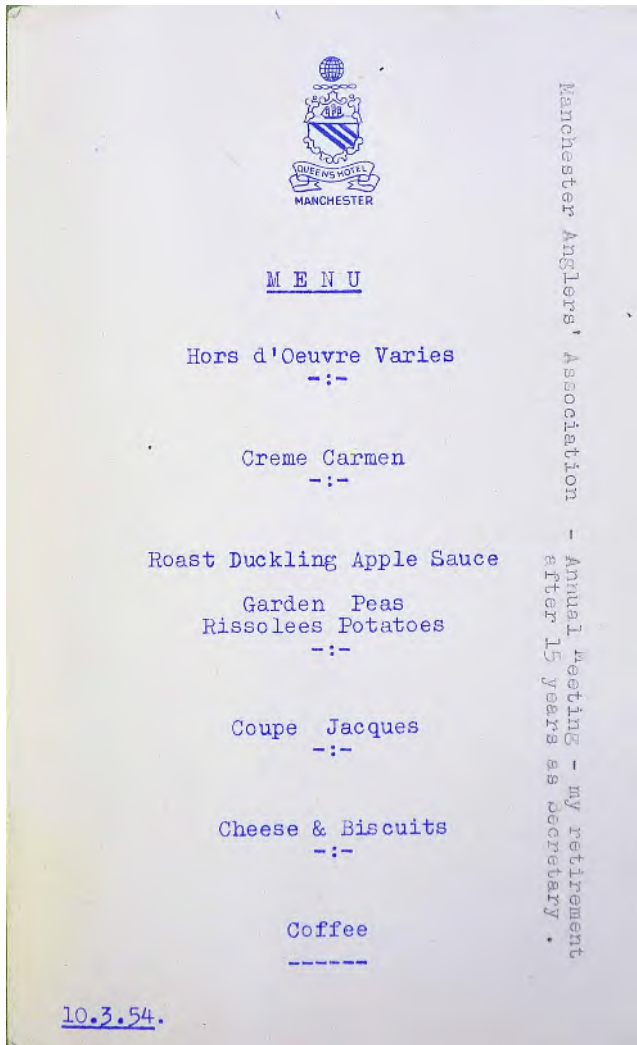 QUEENS HOTEL
MANCHESTER
M E N U
Hors d'Oeuvre Varies
-:-
Creme Carmen
-:-
Roast Duckling Apple Sauce
Garden Peas
Rissolees Potatoes
-:-
Coupe Jacques
-:-
Cheese & Biscuits
-:-
Coffee
------
10.3.54.
Manchester Anglers' Association - Annual Meeting - my retirement
after 15 years as Secretary.